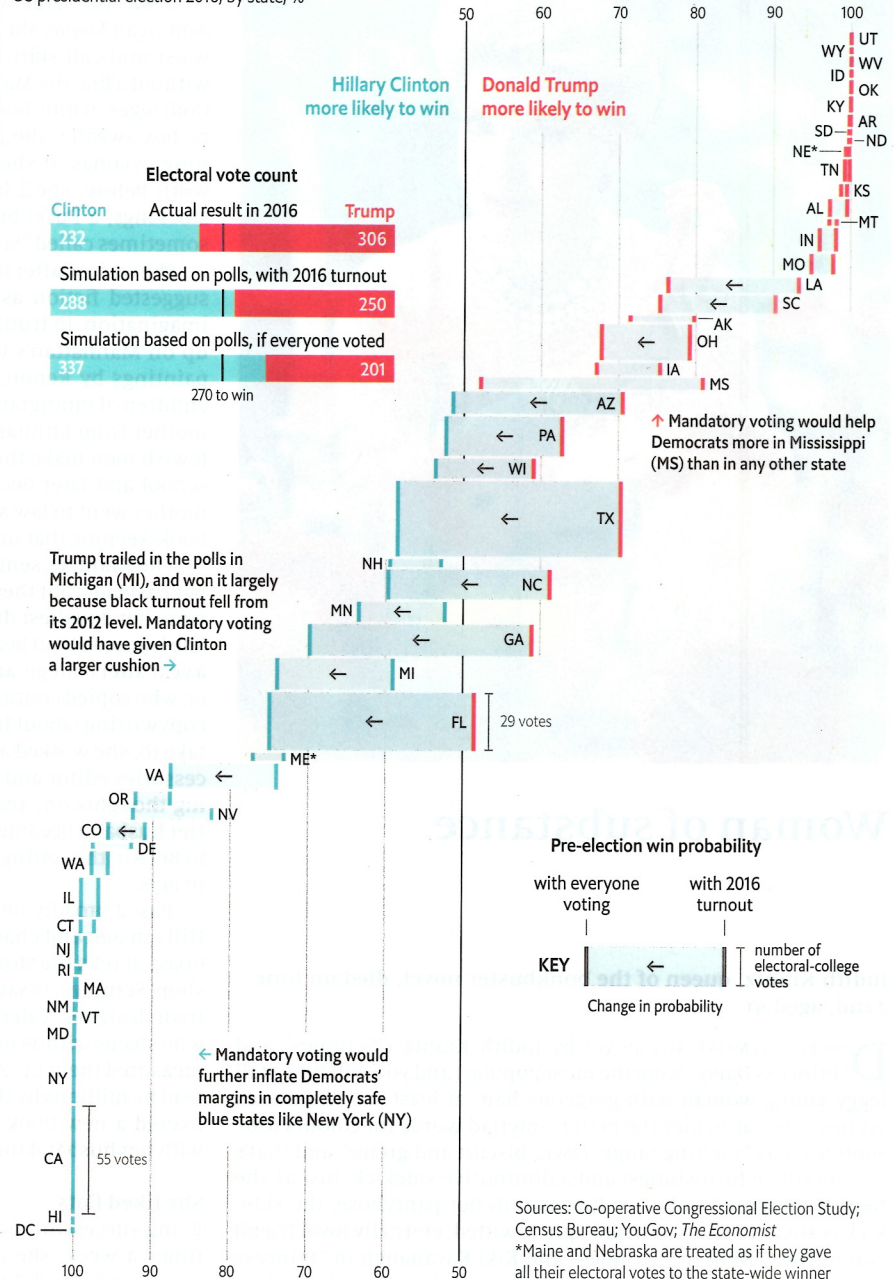 US presidential election 2016, by state, %
50 60 70 80 90 100
Hillary Clinton
more likely to win
Donald Trump
more likely to win
UT
WY
WV
ID
OK
KY
AR
SD
ND
NE*
TN
KS
AL
MT
IN
MO
LA
SC
AK
OH
IA
MS
AZ
PA
WI
TX
NH
NC
MN
GA
MI
FL
29 votes
ME*
VA
OR
NV
CO
DE
WA
IL
CT
NJ
RI
MA
NM
VT
MD
NY
CA
55 votes
HI
DC
Electoral vote count
Clinton Actual result in 2016 Trump
232 306
Simulation based on polls, with 2016 turnout
288 250
Simulation based on polls, if everyone voted
337 201
270 to win
↑ Mandatory voting would help
Democrats more in Mississippi
(MS) than in any other state
Trump trailed in the polls in
Michigan (MI), and won it largely
because black turnout fell from
its 2012 level. Mandatory voting
would have given Clinton
a larger cushion →
← Mandatory voting would
further inflate Democrats'
margins in completely safe
blue states like New York (NY)
Pre-election win probability
with everyone
voting
with 2016
turnout
KEY
number of
electoral-college
votes
Change in probability
Sources: Co-operative Congressional Election Study;
Census Bureau; YouGov; The Economist
*Maine and Nebraska are treated as if they gave
all their electoral votes to the state-wide winner
100 90 80 70 60 50